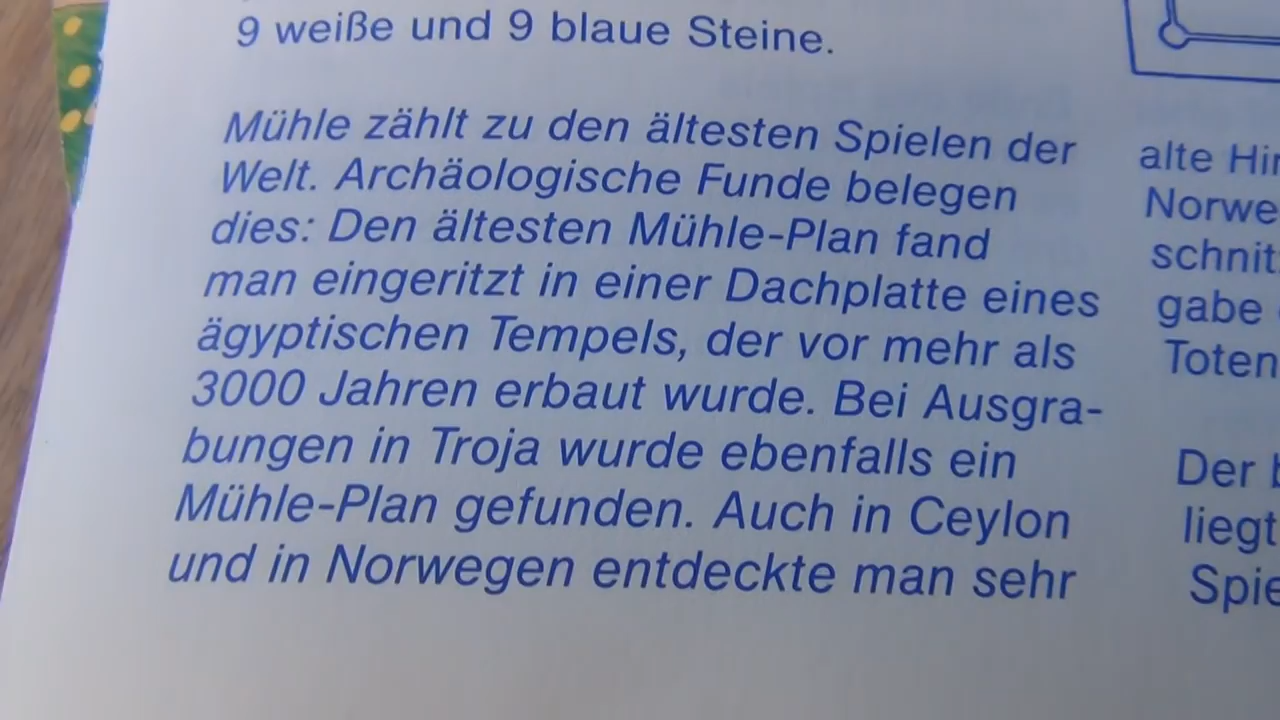 9 weiße und 9 blaue Steine.
Mühle zählt zu den ältesten Spielen der
Welt. Archäologische Funde belegen
dies: Den ältesten Mühle-Plan fand
man eingeritzt in einer Dachplatte eines
ägyptischen Tempels, der vor mehr als
3000 Jahren erbaut wurde. Bei Ausgra-
bungen in Troja wurde ebenfalls ein
Mühle-Plan gefunden. Auch in Ceylon
und in Norwegen entdeckte man sehr
alte
gabe
Toten
Der
liegt